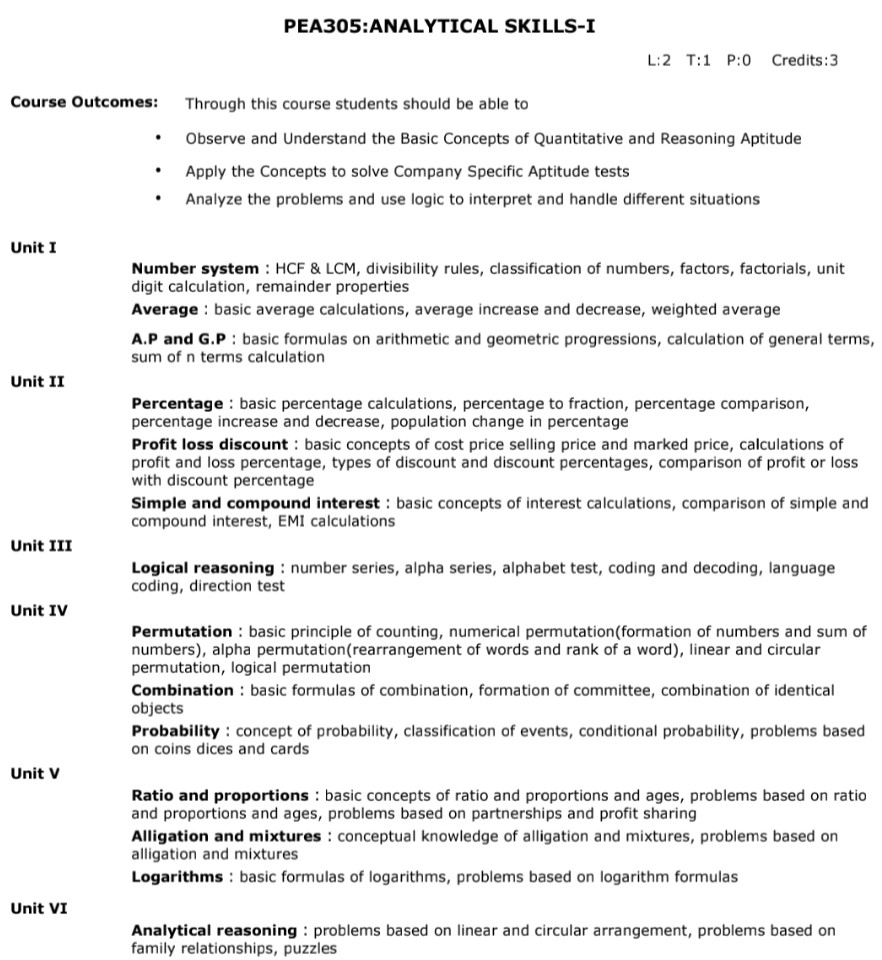 PEA305:ANALYTICAL SKILLS-I
L:2 T:1 P:0 Credits:3
Course Outcomes: Through this course students should be able to
• Observe and Understand the Basic Concepts of Quantitative and Reasoning Aptitude
• Apply the Concepts to solve Company Specific Aptitude tests
• Analyze the problems and use logic to interpret and handle different situations
Unit I
Number system : HCF & LCM, divisibility rules, classification of numbers, factors, factorials, unit
digit calculation, remainder properties
Average : basic average calculations, average increase and decrease, weighted average
A.P and G.P : basic formulas on arithmetic and geometric progressions, calculation of general terms,
sum of n terms calculation
Unit II
Percentage : basic percentage calculations, percentage to fraction, percentage comparison,
percentage increase and decrease, population change in percentage
Profit loss discount : basic concepts of cost price selling price and marked price, calculations of
profit and loss percentage, types of discount and discount percentages, comparison of profit or loss
with discount percentage
Simple and compound interest : basic concepts of interest calculations, comparison of simple and
compound interest, EMI calculations
Unit III
Logical reasoning : number series, alpha series, alphabet test, coding and decoding, language
coding, direction test
Unit IV
Permutation : basic principle of counting, numerical permutation(formation of numbers and sum of
numbers), alpha permutation(rearrangement of words and rank of a word), linear and circular
permutation, logical permutation
Combination : basic formulas of combination, formation of committee, combination of identical
objects
Probability : concept of probability, classification of events, conditional probability, problems based
on coins dices and cards
Unit V
Ratio and proportions : basic concepts of ratio and proportions and ages, problems based on ratio
and proportions and ages, problems based on partnerships and profit sharing
Alligation and mixtures : conceptual knowledge of alligation and mixtures, problems based on
alligation and mixtures
Logarithms : basic formulas of logarithms, problems based on logarithm formulas
Unit VI
Analytical reasoning : problems based on linear and circular arrangement, problems based on
family relationships, puzzles